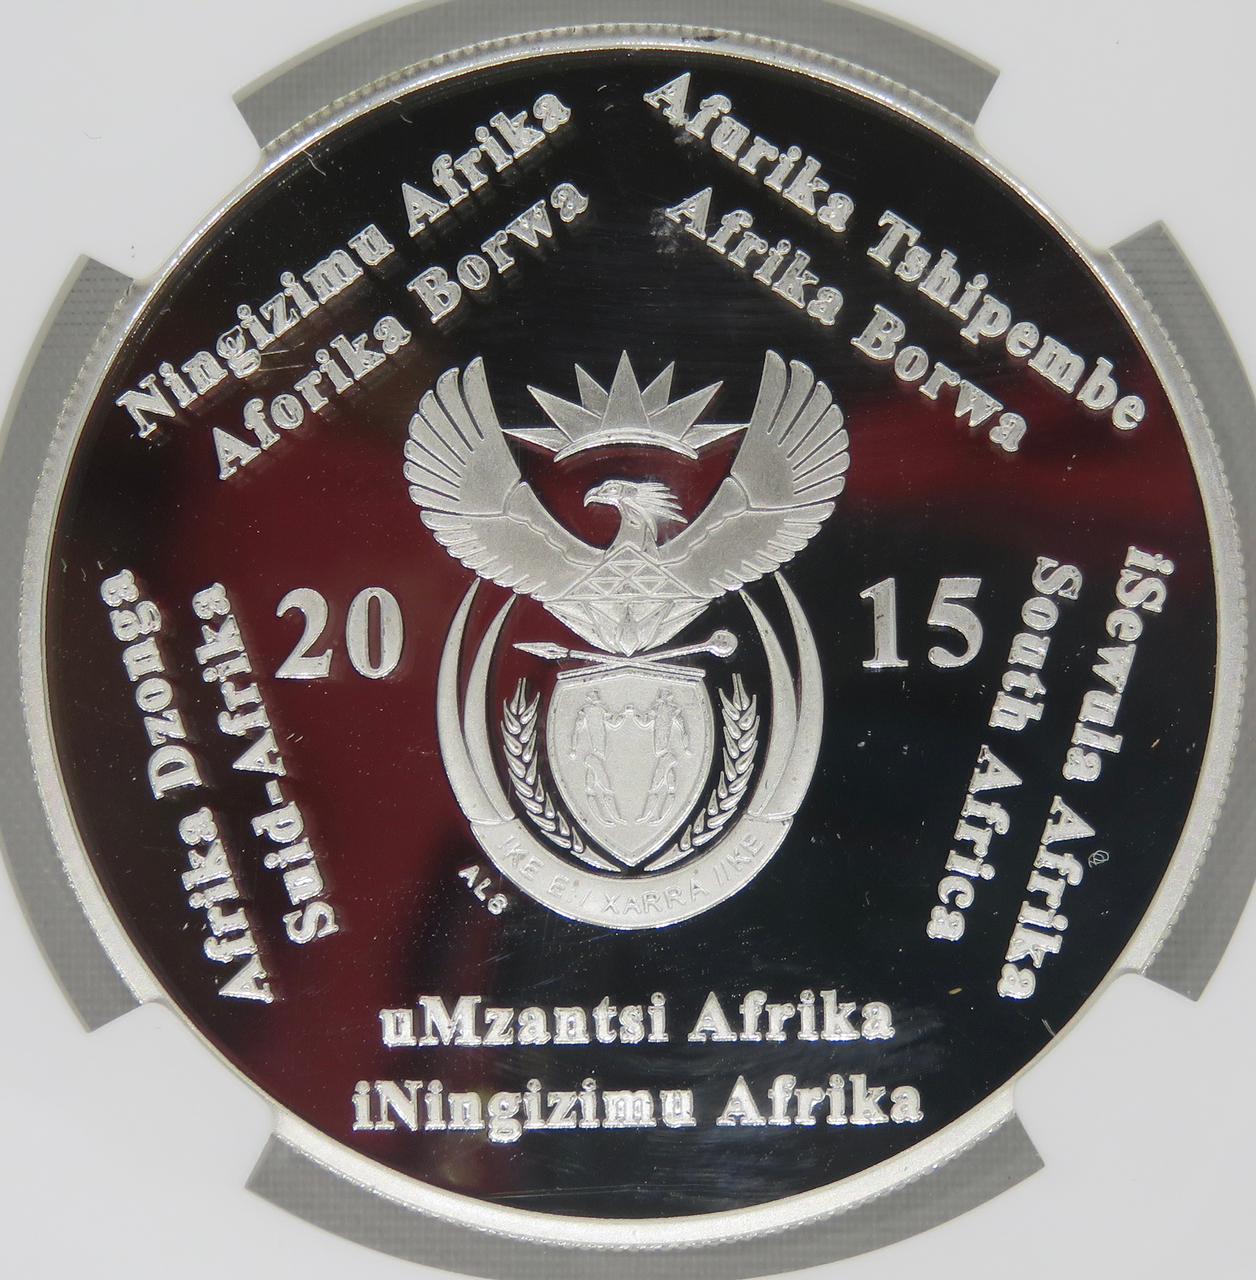 Ningizimu Afrika
Aforika Borwa
Afurika Tshipembe
Afrika Borwa
20 15
Afrika Dzonga
Suid-Afrika
iSewula Afrika
South Africa
!KE E: /XARRA //KE
ALS
uMzantsi Afrika
iNingizimu Afrika